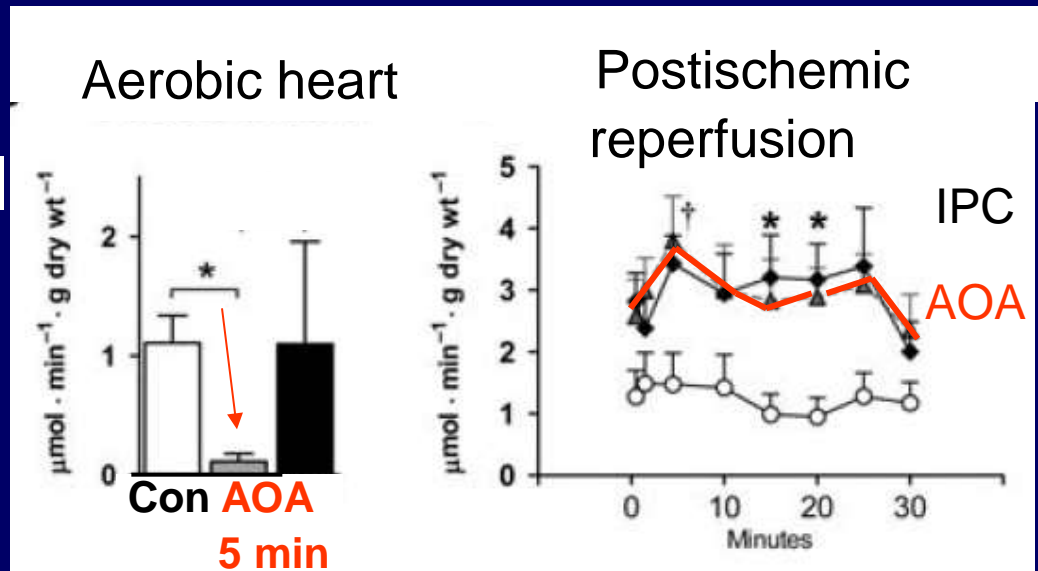 Aerobic heart
μmol · min⁻¹ · g dry wt⁻¹
2
1
0
*
Con AOA
5 min
Postischemic
reperfusion
μmol · min⁻¹ · g dry wt⁻¹
5
4
3
2
1
0
† * *
IPC
AOA
0 10 20 30
Minutes